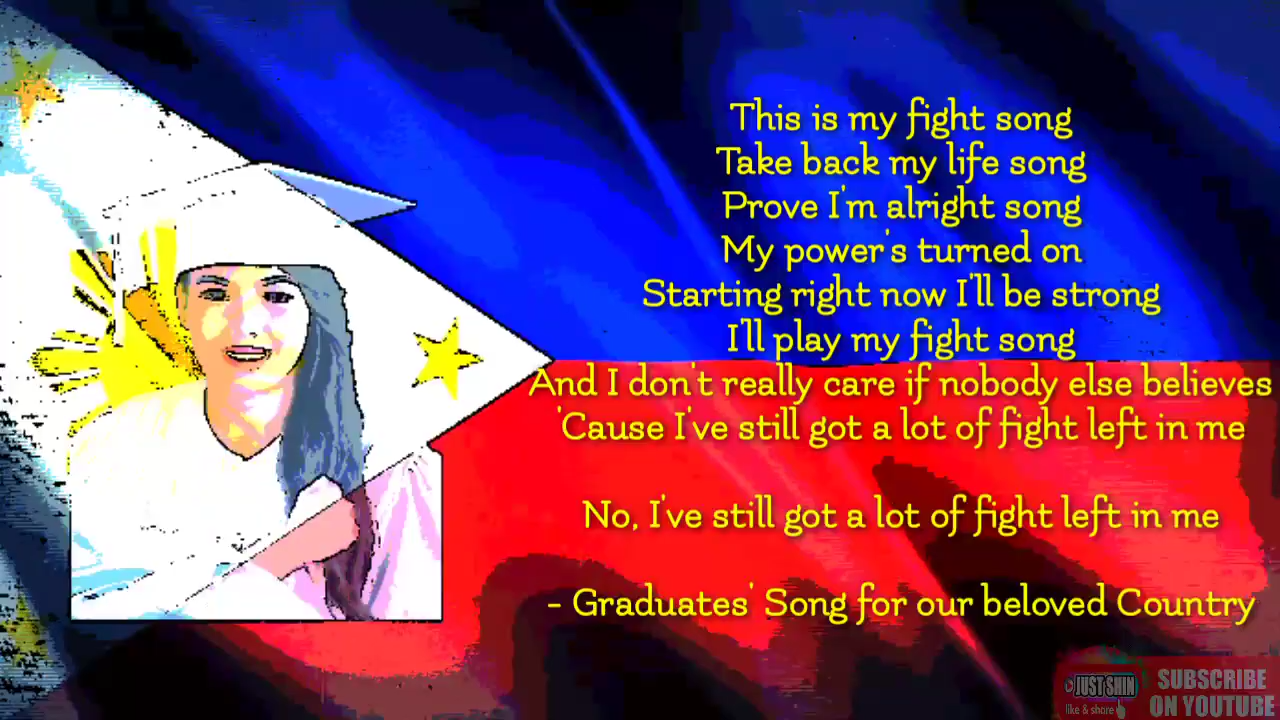 This is my fight song
Take back my life song
Prove I'm alright song
My power's turned on
Starting right now I'll be strong
I'll play my fight song
And I don't really care if nobody else believes
'Cause I've still got a lot of fight left in me
No, I've still got a lot of fight left in me
- Graduates' Song for our beloved Country
JUST SHIN
like & share
SUBSCRIBE
ON YOUTUBE